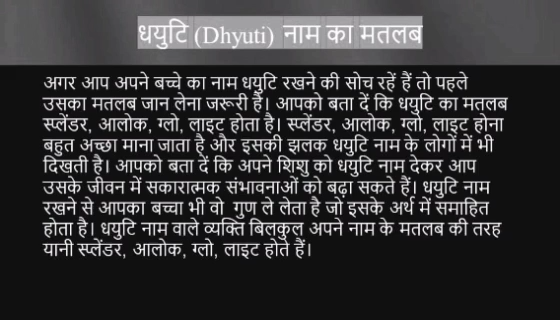 धयुटि (Dhyuti) नाम का मतलब
अगर आप अपने बच्चे का नाम धयुटि रखने की सोच रहें हैं तो पहले
उसका मतलब जान लेना जरूरी है। आपको बता दें कि धयुटि का मतलब
स्प्लेंडर, आलोक, ग्लो, लाइट होता है। स्प्लेंडर, आलोक, ग्लो, लाइट होना
बहुत अच्छा माना जाता है और इसकी झलक धयुटि नाम के लोगों में भी
दिखती है। आपको बता दें कि अपने शिशु को धयुटि नाम देकर आप
उसके जीवन में सकारात्मक संभावनाओं को बढ़ा सकते हैं। धयुटि नाम
रखने से आपका बच्चा भी वो गुण ले लेता है जो इसके अर्थ में समाहित
होता है। धयुटि नाम वाले व्यक्ति बिलकुल अपने नाम के मतलब की तरह
यानी स्प्लेंडर, आलोक, ग्लो, लाइट होते हैं।